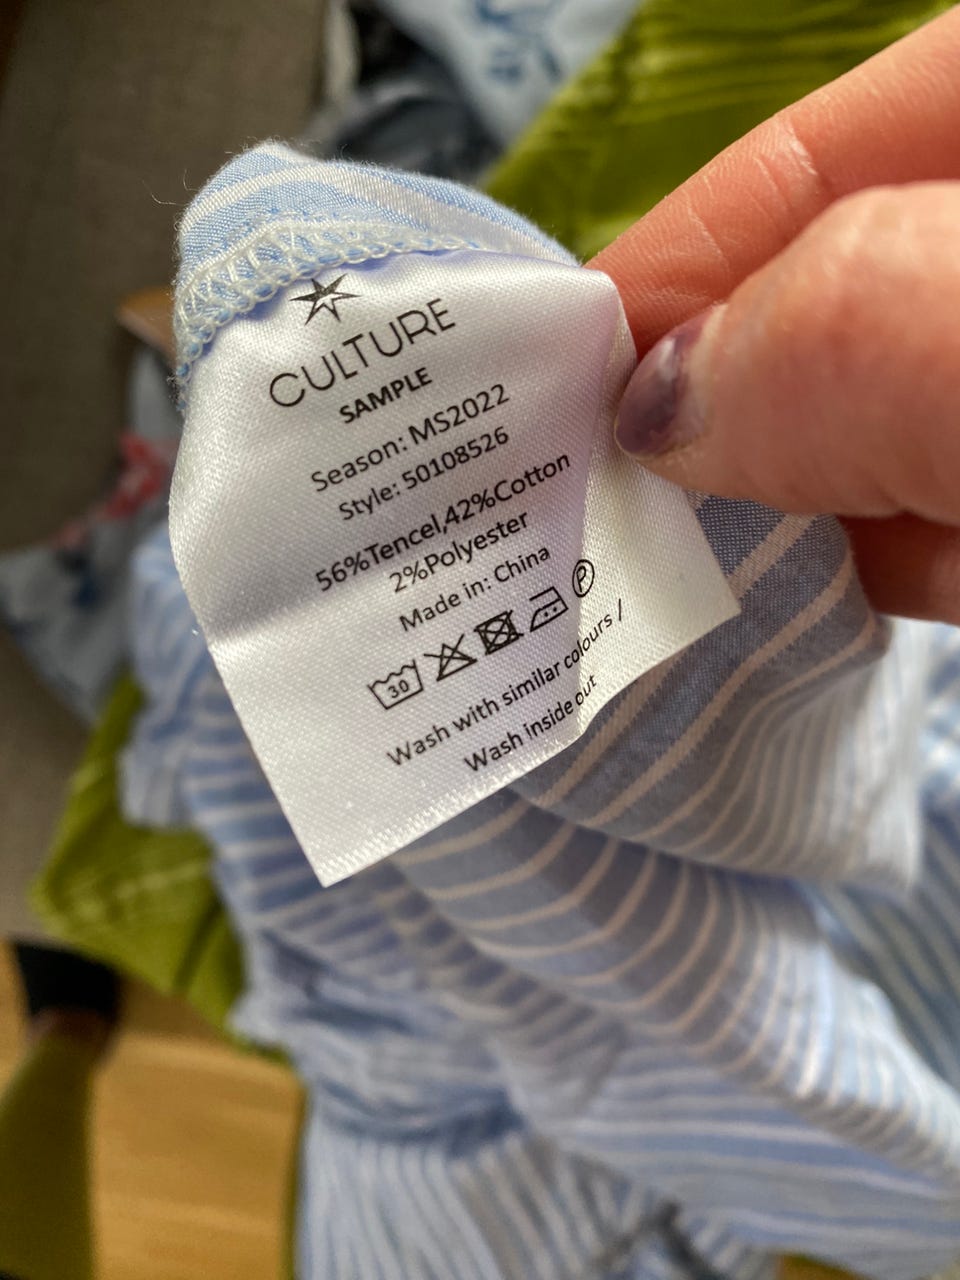 CULTURE
SAMPLE
Season: MS2022
Style: 50108526
56%Tencel,42%Cotton
2%Polyester
Made in: China
30 P
Wash with similar colours /
Wash inside out